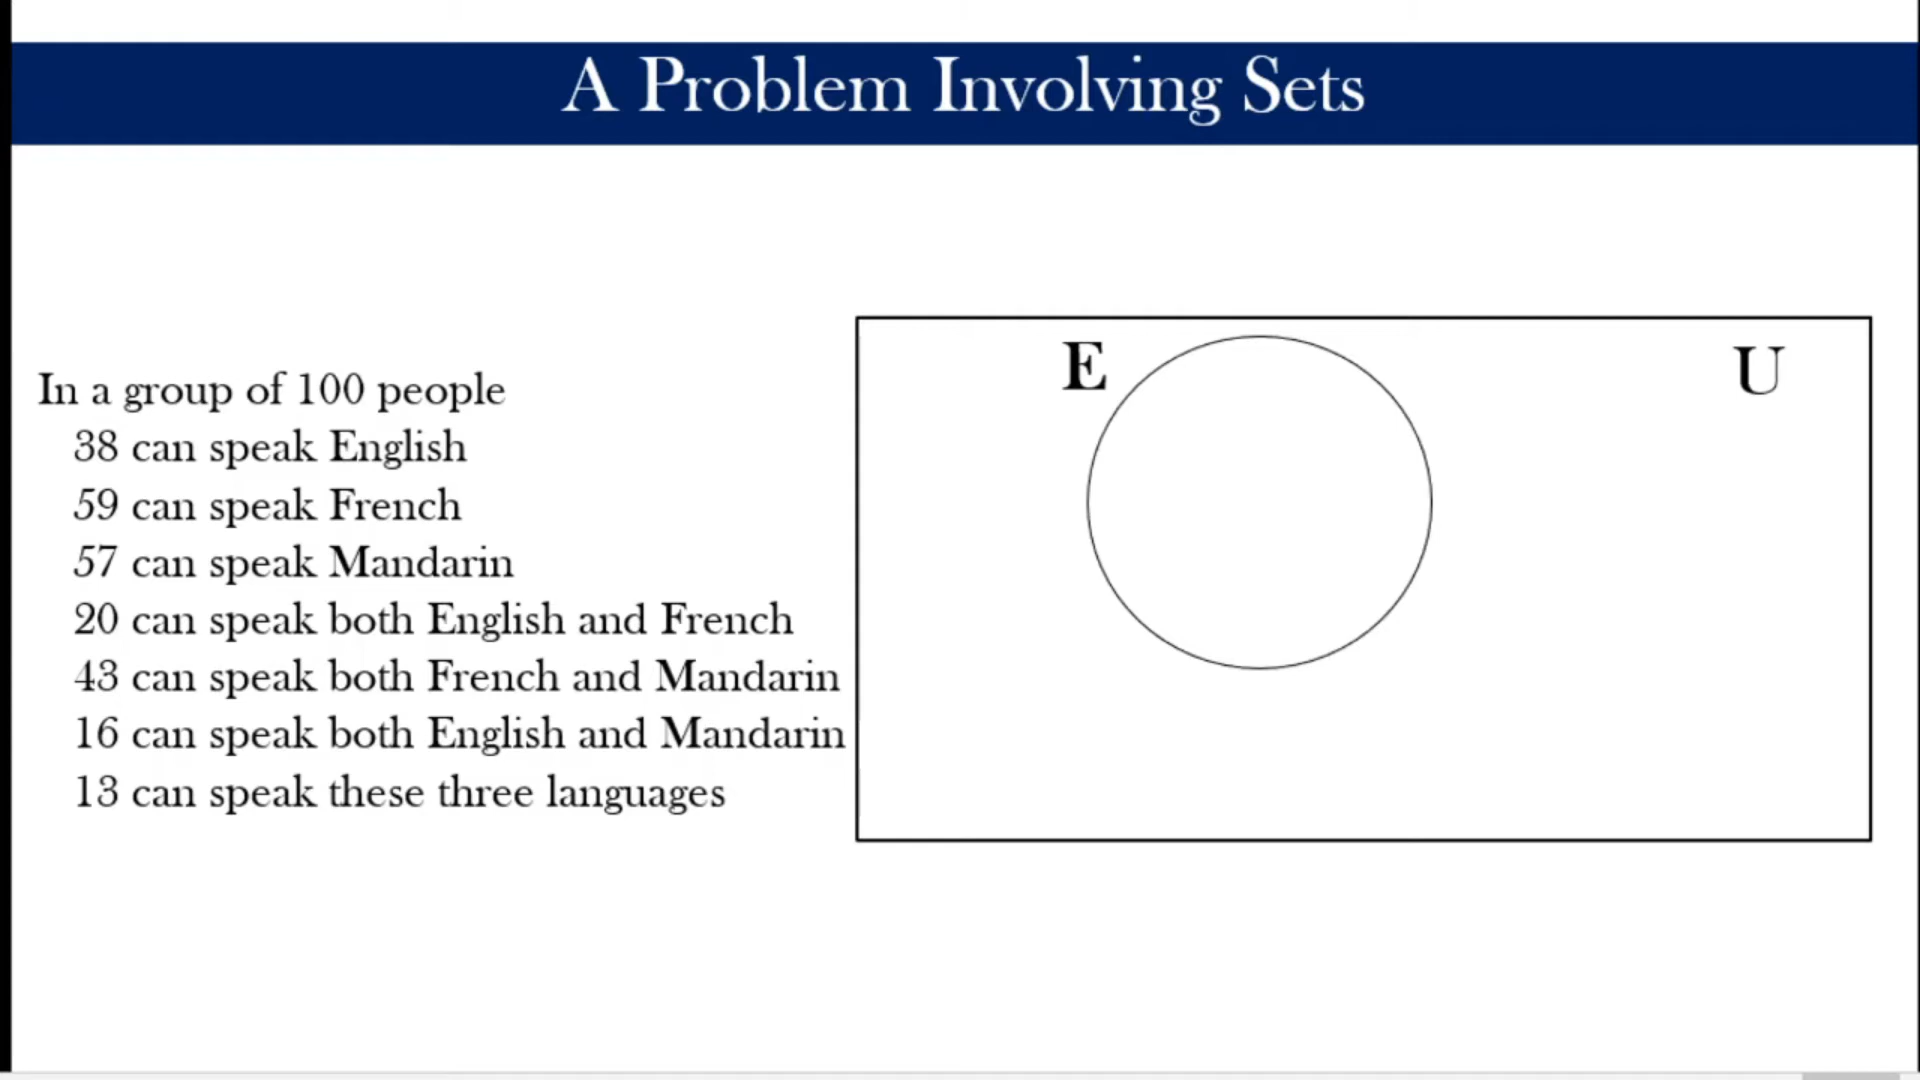 A Problem Involving Sets
In a group of 100 people
38 can speak English
59 can speak French
57 can speak Mandarin
20 can speak both English and French
43 can speak both French and Mandarin
16 can speak both English and Mandarin
13 can speak these three languages
E
U